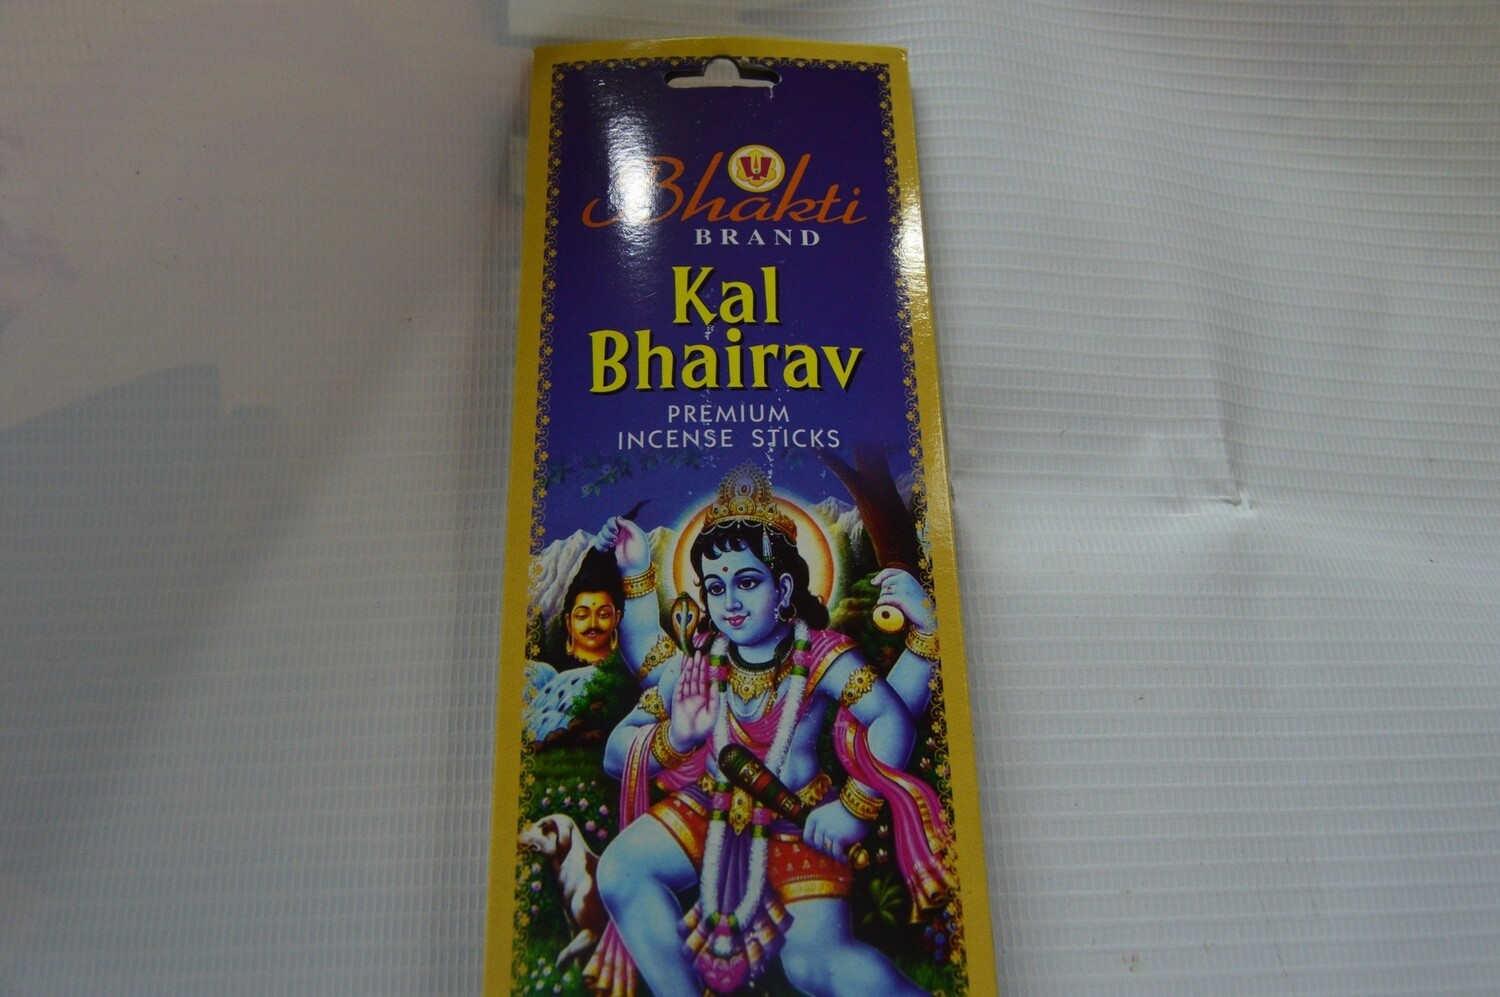 Bhakti
BRAND
Kal
Bhairav
PREMIUM
INCENSE STICKS